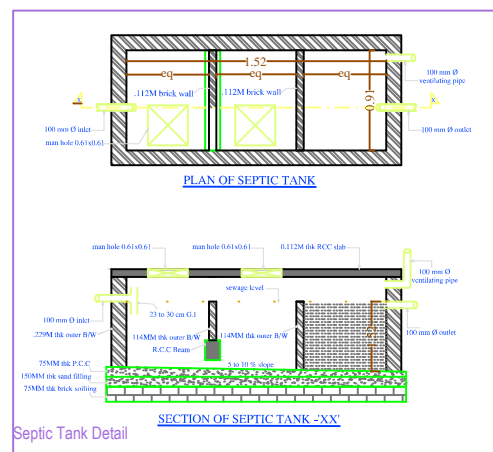 1.52
eq eq eq
.112M brick wall .112M brick wall
0.91
100 mm Ø
ventilating pipe
x x
100 mm Ø
inlet
man hole 0.61x0.61
100 mm Ø outlet
PLAN OF SEPTIC TANK
man hole 0.61x0.61 man hole 0.61x0.61 0.112M thk RCC slab
sewage level
100 mm Ø
ventilating pipe
100 mm Ø inlet
23 to 30 cm G.I
.229M thk outer B/W
114MM thk outer B/W 114MM thk outer B/W
100 mm Ø outlet
R.C.C Beam
75MM thk P.C.C
5 to 10 % slope
150MM thk sand filling
75MM thk brick soiling
SECTION OF SEPTIC TANK -'XX'
Septic Tank Detail